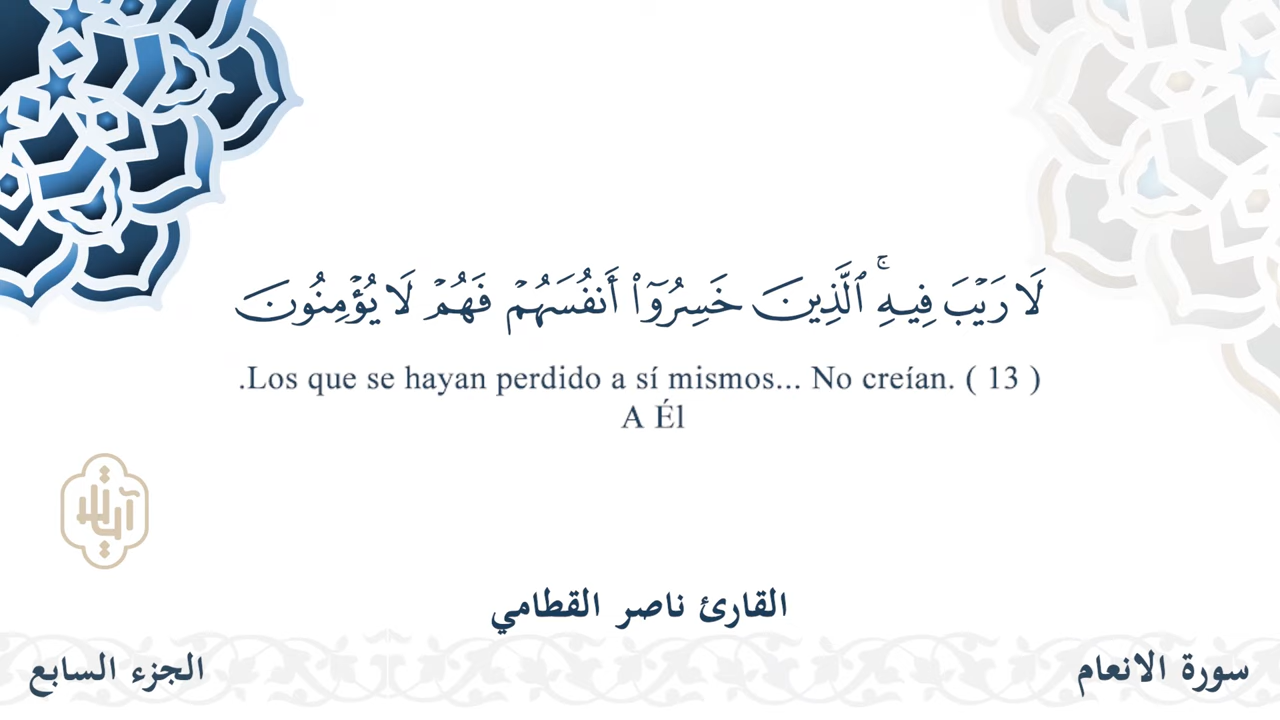 لَا رَيْبَ فِيهِ ۚ ٱلَّذِينَ خَسِرُوٓا۟ أَنفُسَهُمْ فَهُمْ لَا يُؤْمِنُونَ
.Los que se hayan perdido a sí mismos... No creían. ( 13 )
A Él
القارئ ناصر القطامي
سورة الانعام
الجزء السابع